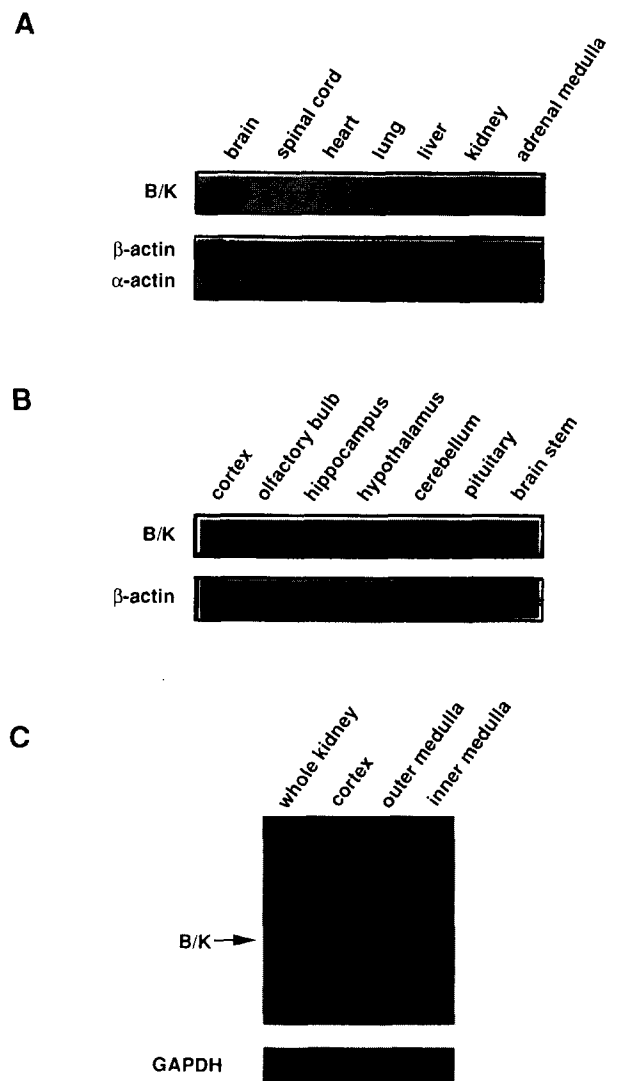 A
brain
spinal cord
heart
lung
liver
kidney
adrenal medulla
B/K
β-actin
α-actin
B
cortex
olfactory bulb
hippocampus
hypothalamus
cerebellum
pituitary
brain stem
B/K
β-actin
C
whole kidney
cortex
outer medulla
inner medulla
B/K
GAPDH